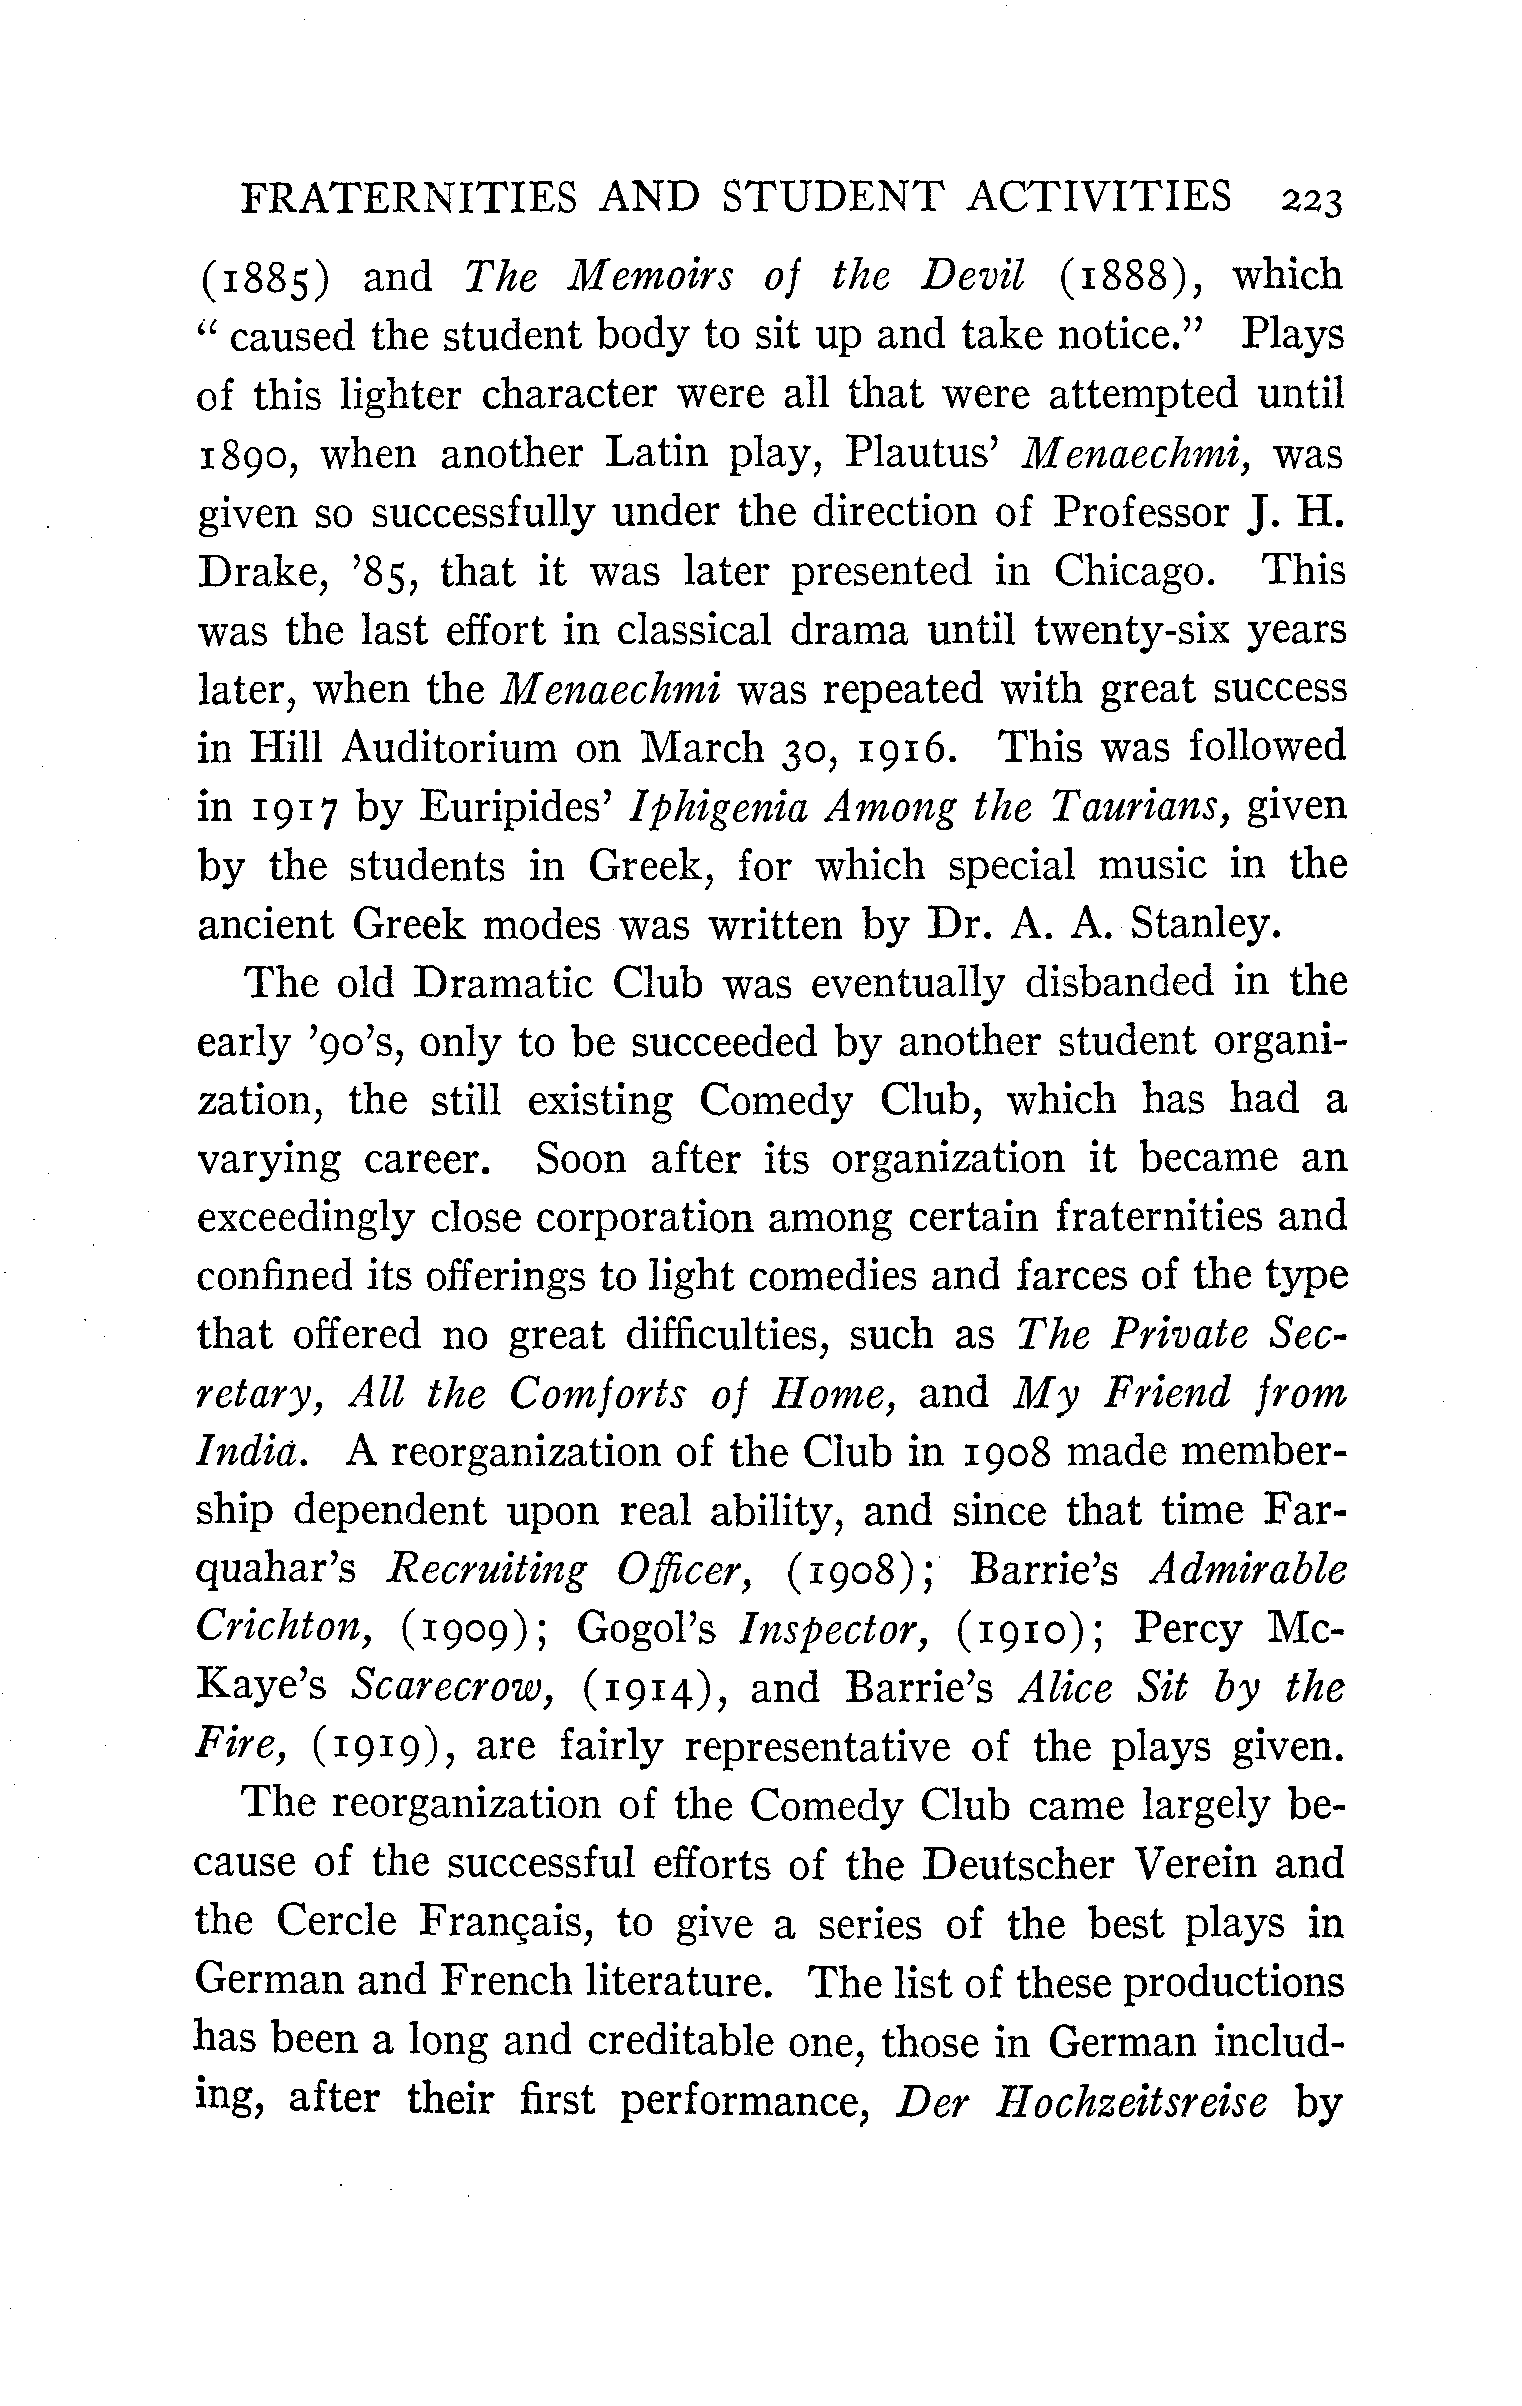 FRATERNITIES AND STUDENT ACTIVITIES 223
(1885) and The Memoirs of the Devil (1888), which
“ caused the student body to sit up and take notice.” Plays
of this lighter character were all that were attempted until
1890, when another Latin play, Plautus’ Menaechmi, was
given so successfully under the direction of Professor J. H.
Drake, ’85, that it was later presented in Chicago. This
was the last effort in classical drama until twenty-six years
later, when the Menaechmi was repeated with great success
in Hill Auditorium on March 30, 1916. This was followed
in 1917 by Euripides’ Iphigenia Among the Taurians, given
by the students in Greek, for which special music in the
ancient Greek modes was written by Dr. A. A. Stanley.
The old Dramatic Club was eventually disbanded in the
early ’90’s, only to be succeeded by another student organi-
zation, the still existing Comedy Club, which has had a
varying career. Soon after its organization it became an
exceedingly close corporation among certain fraternities and
confined its offerings to light comedies and farces of the type
that offered no great difficulties, such as The Private Sec-
retary, All the Comforts of Home, and My Friend from
India. A reorganization of the Club in 1908 made member-
ship dependent upon real ability, and since that time Far-
quahar’s Recruiting Officer, (1908); Barrie’s Admirable
Crichton, (1909); Gogol’s Inspector, (1910); Percy Mc-
Kaye’s Scarecrow, (1914), and Barrie’s Alice Sit by the
Fire, (1919), are fairly representative of the plays given.
The reorganization of the Comedy Club came largely be-
cause of the successful efforts of the Deutscher Verein and
the Cercle Français, to give a series of the best plays in
German and French literature. The list of these productions
has been a long and creditable one, those in German includ-
ing, after their first performance, Der Hochzeitsreise by